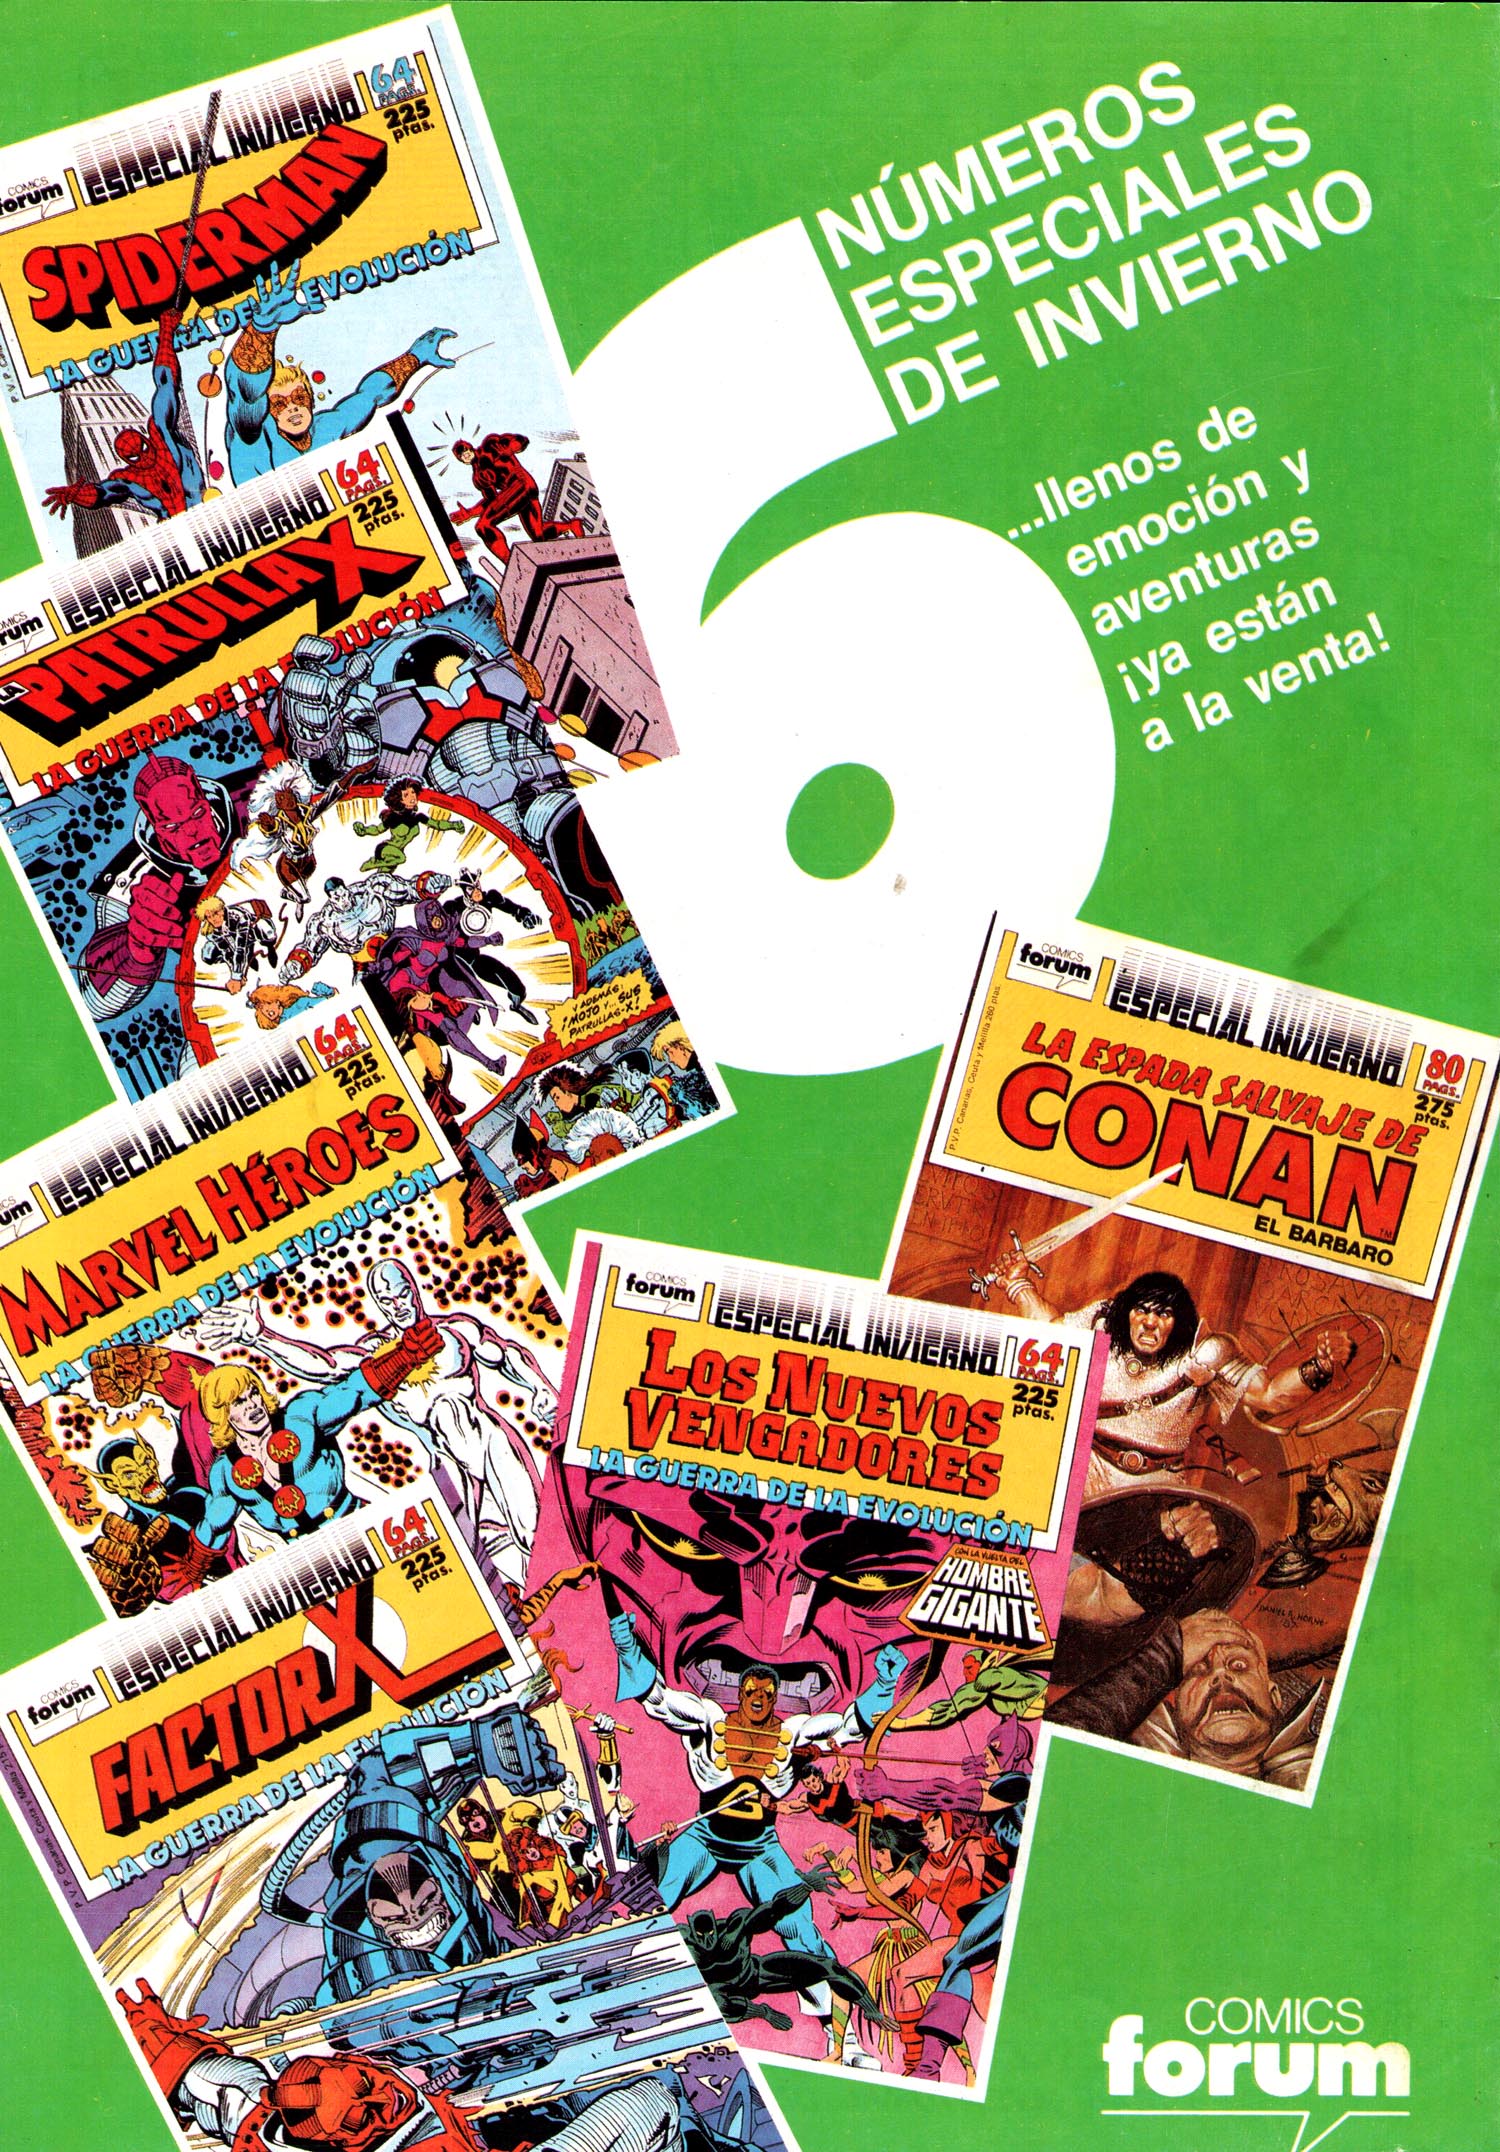 6
NÚMEROS
ESPECIALES
DE INVIERNO
...llenos de
emoción y
aventuras
¡ya están
a la venta!
COMICS
forum
ESPECIAL INVIERNO
64
PAGS.
225
ptas.
SPIDERMAN
LA GUERRA DE EVOLUCIÓN
COMICS
forum
ESPECIAL INVIERNO
64
PAGS.
225
ptas.
LA
PATRULLA X
LA GUERRA DE LA EVOLUCIÓN
Y ADEMÁS:
¡MOJO Y... SUS
PATRULLAS-X!
forum
ESPECIAL INVIERNO
64
PAGS.
225
ptas.
MARVEL HÉROES
LA GUERRA DE LA EVOLUCIÓN
COMICS
forum
ESPECIAL INVIERNO
64
PAGS.
225
ptas.
FACTOR X
LA GUERRA DE LA EVOLUCIÓN
COMICS
forum
ESPECIAL INVIERNO
64
PAGS.
225
ptas.
LOS NUEVOS
VENGADORES
LA GUERRA DE LA EVOLUCIÓN
CON LA VUELTA DEL
HOMBRE
GIGANTE
COMICS
forum
ESPECIAL INVIERNO
80
PAGS.
275
ptas.
P.V.P. Canarias, Ceuta y Melilla 260 ptas.
LA ESPADA SALVAJE DE
CONAN
TM
EL BARBARO
COMICS
forum